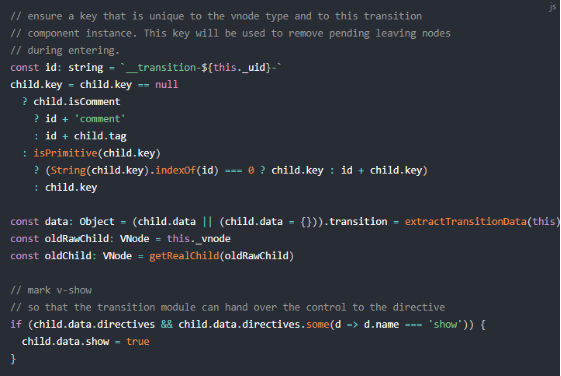 js
// ensure a key that is unique to the vnode type and to this transition
// component instance. This key will be used to remove pending leaving nodes
// during entering.
const id: string = `__transition-${this._uid}-`
child.key = child.key == null
  ? child.isComment
    ? id + 'comment'
    : id + child.tag
  : isPrimitive(child.key)
    ? (String(child.key).indexOf(id) === 0 ? child.key : id + child.key)
    : child.key

const data: Object = (child.data || (child.data = {})).transition = extractTransitionData(this)
const oldRawChild: VNode = this._vnode
const oldChild: VNode = getRealChild(oldRawChild)

// mark v-show
// so that the transition module can hand over the control to the directive
if (child.data.directives && child.data.directives.some(d => d.name === 'show')) {
  child.data.show = true
}